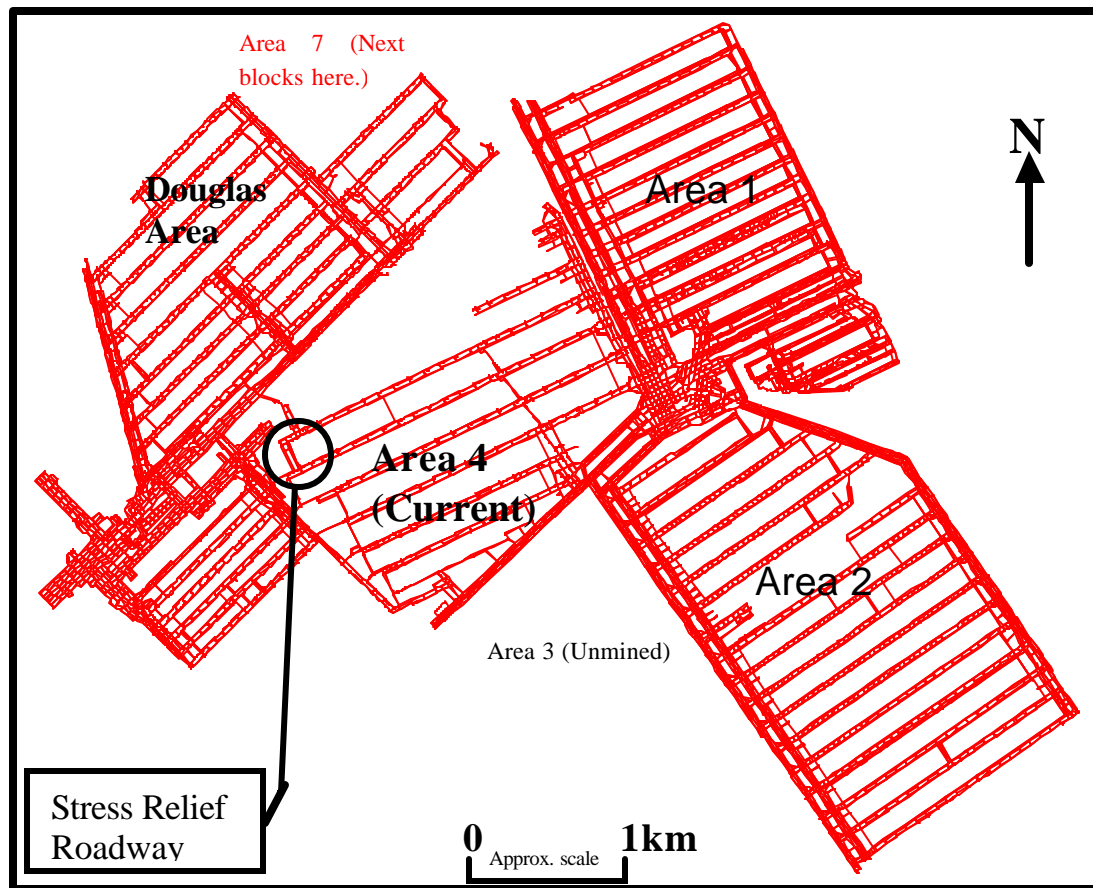 Area 7 (Next
blocks here.)
N
Douglas
Area
Area 1
Area 4
(Current)
Area 2
Area 3 (Unmined)
Stress Relief
Roadway
0 1km
Approx. scale